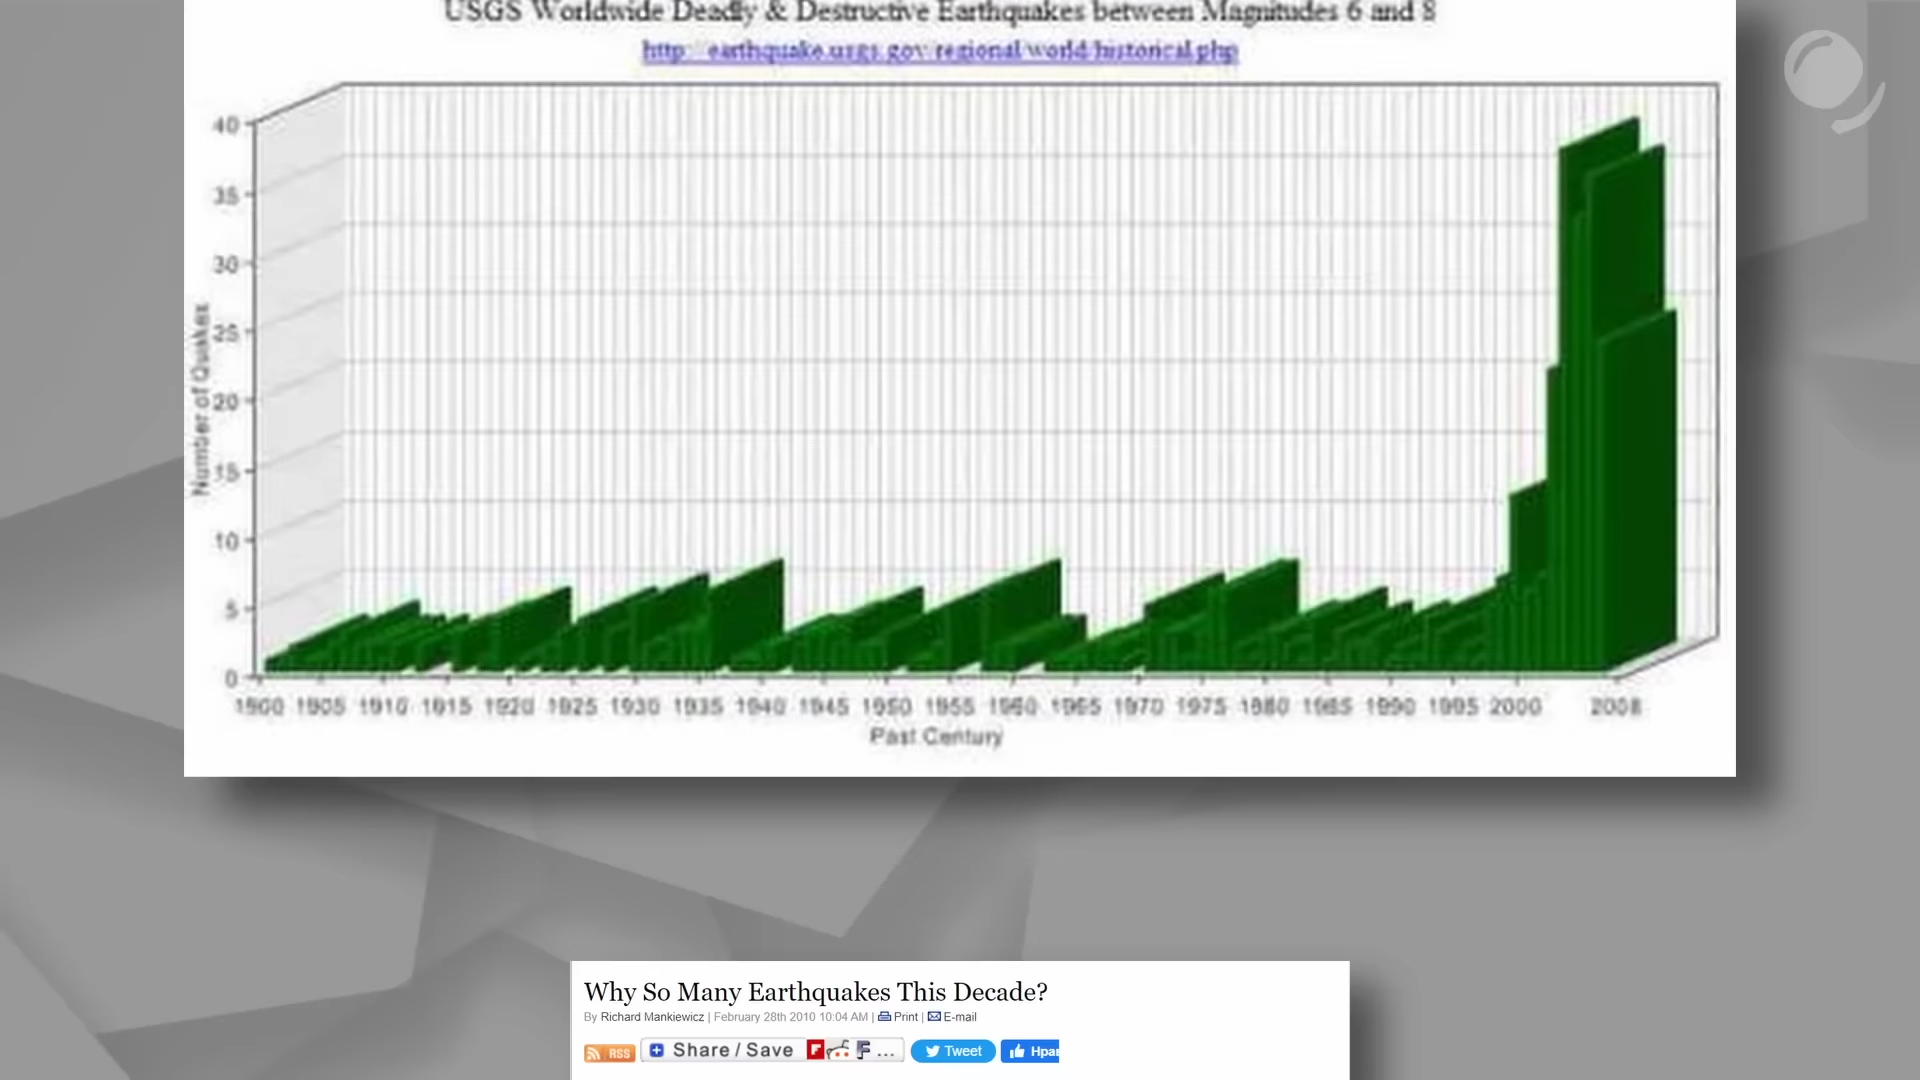 USGS Worldwide Deadly & Destructive Earthquakes between Magnitudes 6 and 8
http://earthquake.usgs.gov/regional/world/historical.php
40
35
30
25
20
15
10
5
0
Number of Quakes
1900 1905 1910 1915 1920 1925 1930 1935 1940 1945 1950 1955 1960 1965 1970 1975 1980 1985 1990 1995 2000 2008
Past Century
Why So Many Earthquakes This Decade?
By Richard Mankiewicz | February 28th 2010 10:04 AM | Print | E-mail
RSS Share / Save ... Tweet Нрав